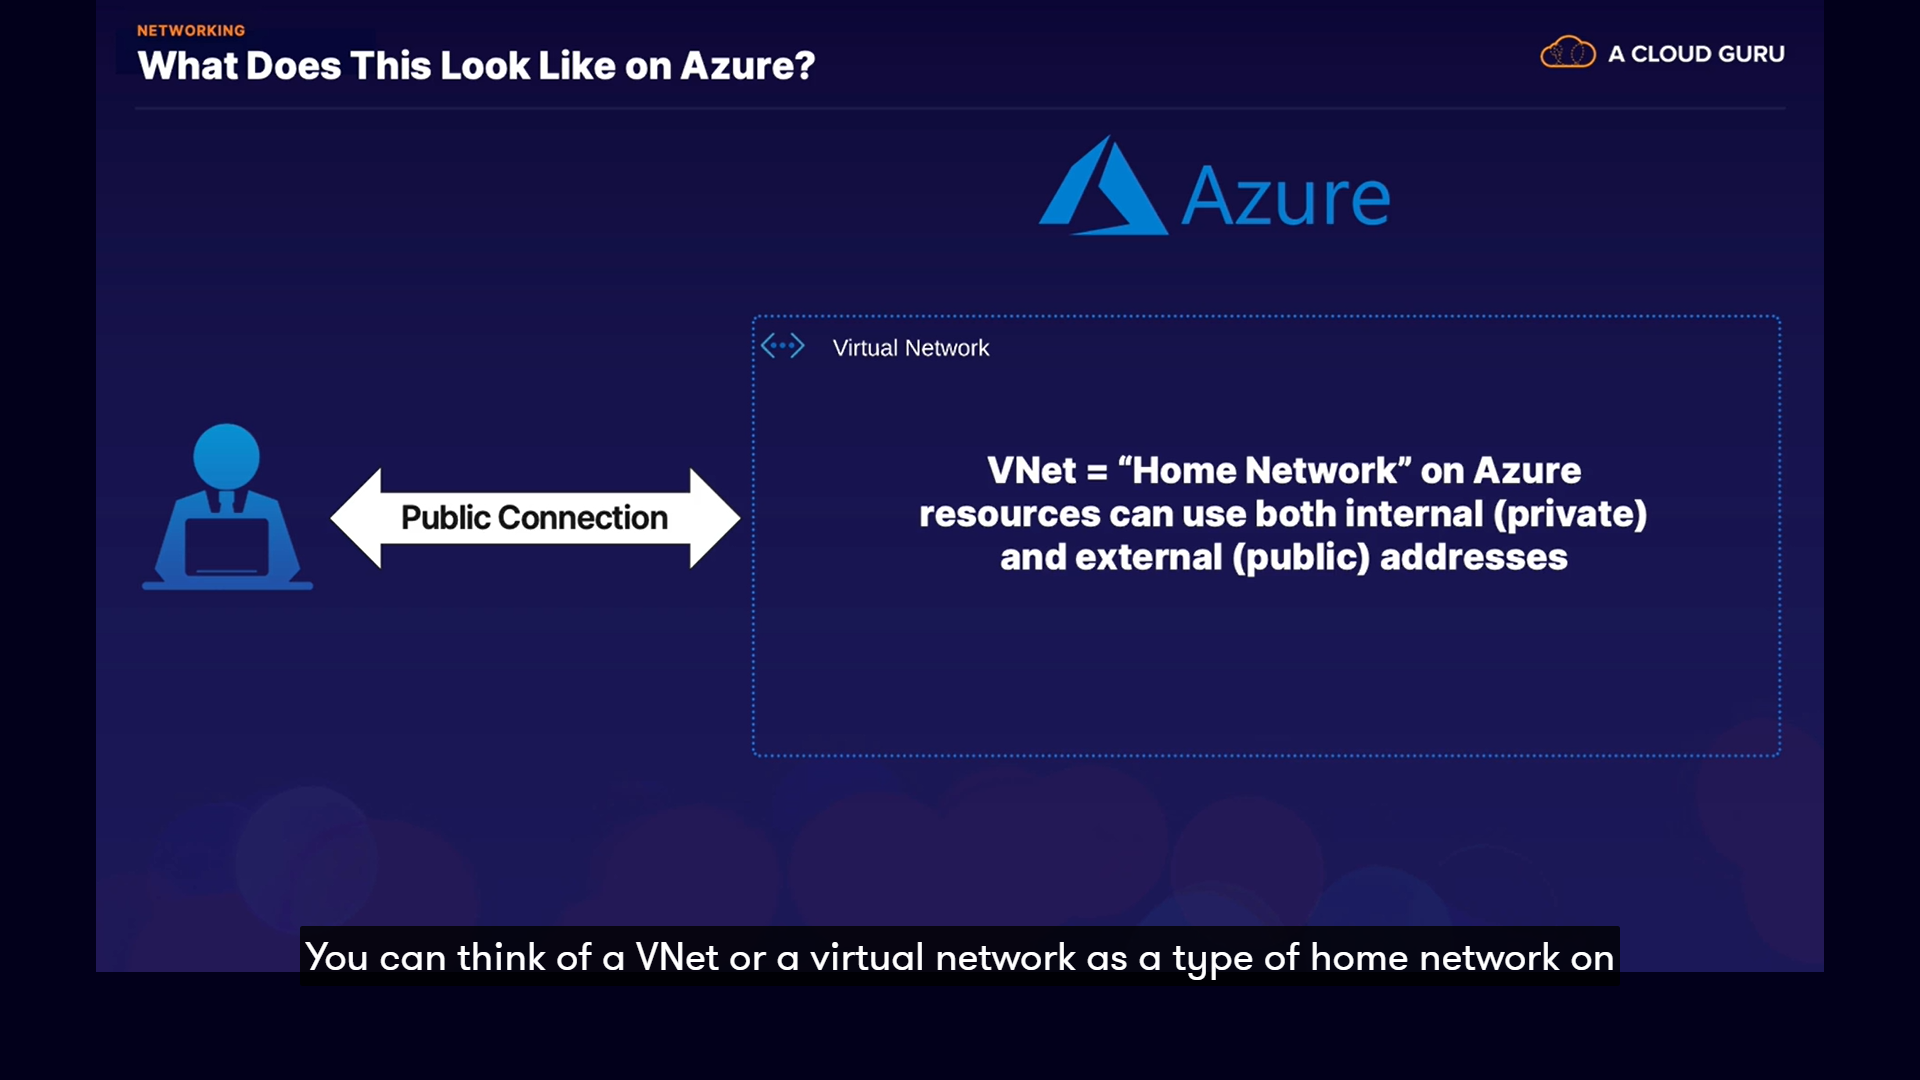 NETWORKING
What Does This Look Like on Azure?
A CLOUD GURU
Azure
Virtual Network
Public Connection
VNet = “Home Network” on Azure
resources can use both internal (private)
and external (public) addresses
You can think of a VNet or a virtual network as a type of home network on